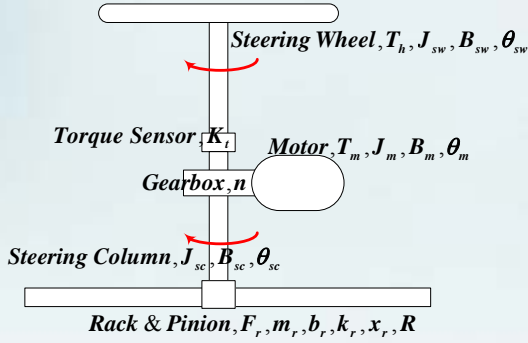 Steering Wheel, T_h, J_sw, B_sw, θ_sw
Torque Sensor, K_t
Motor, T_m, J_m, B_m, θ_m
Gearbox, n
Steering Column, J_sc, B_sc, θ_sc
Rack & Pinion, F_r, m_r, b_r, k_r, x_r, R